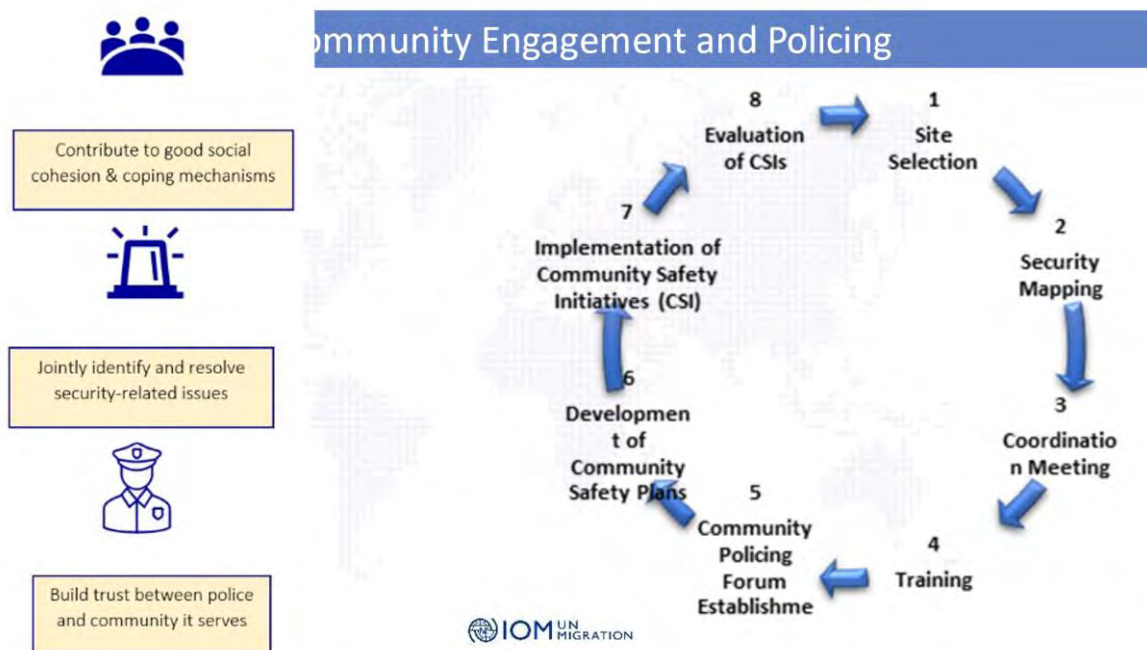 ommunity Engagement and Policing
Contribute to good social
cohesion & coping mechanisms
Jointly identify and resolve
security-related issues
Build trust between police
and community it serves
1
Site
Selection
2
Security
Mapping
3
Coordinatio
n Meeting
4
Training
5
Community
Policing
Forum
Establishme
6
Developmen
t of
Community
Safety Plans
7
Implementation of
Community Safety
Initiatives (CSI)
8
Evaluation
of CSIs
IOM UN
MIGRATION